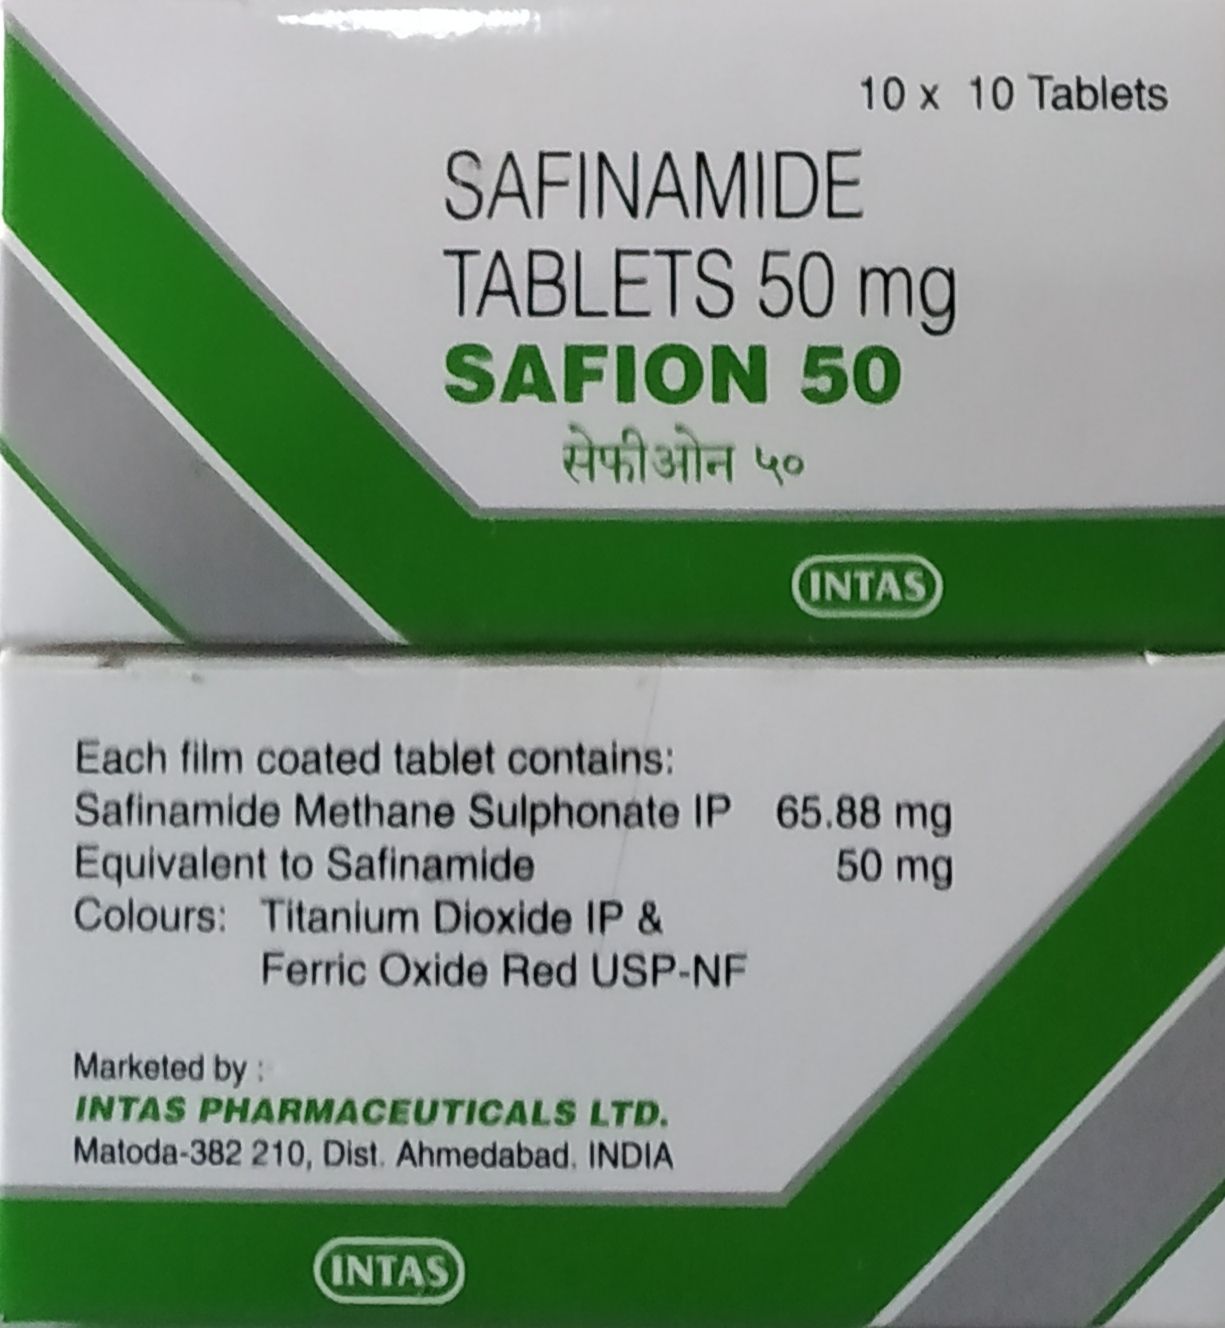 10 x 10 Tablets
SAFINAMIDE
TABLETS 50 mg
SAFION 50
सेफीओन ५०
INTAS
Each film coated tablet contains:
Safinamide Methane Sulphonate IP 65.88 mg
Equivalent to Safinamide 50 mg
Colours: Titanium Dioxide IP &
Ferric Oxide Red USP-NF
Marketed by :
INTAS PHARMACEUTICALS LTD.
Matoda-382 210, Dist. Ahmedabad. INDIA
INTAS